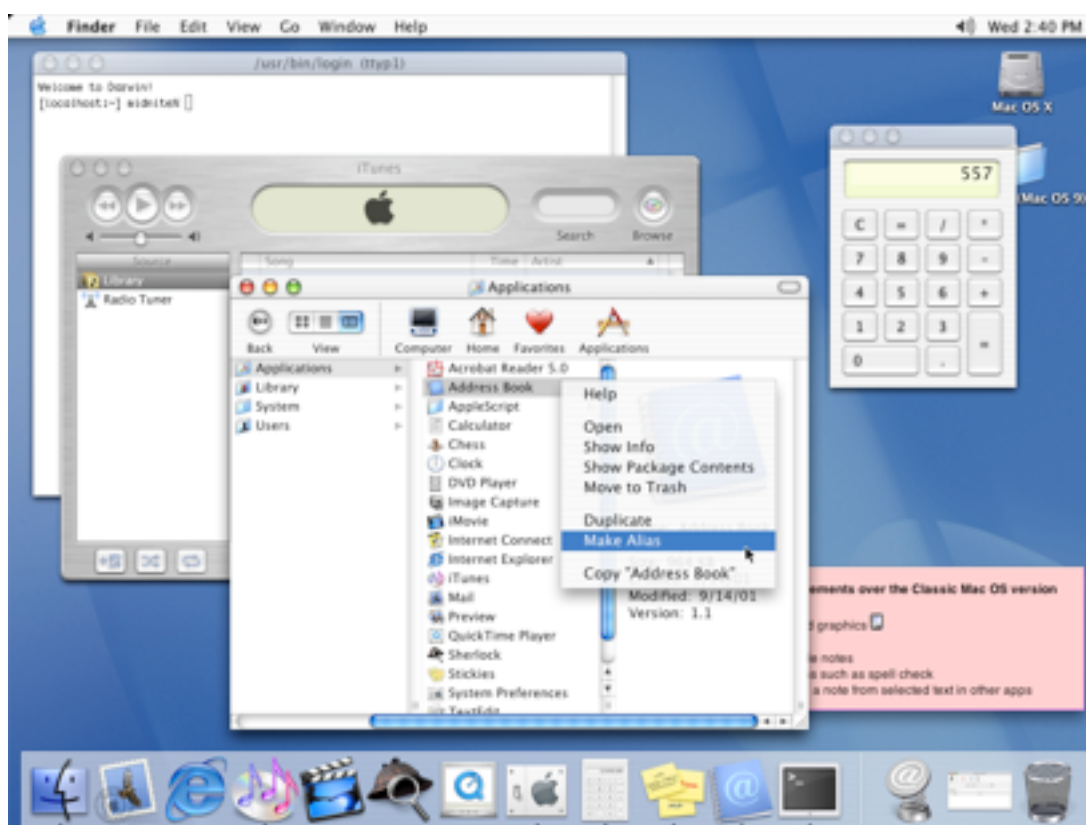 Finder File Edit View Go Window Help
Wed 2:40 PM
/usr/bin/login (ttyp1)
Welcome to Darwin!
[localhost:~] midnite%
Mac OS X
(Mac OS 9)
iTunes
Search
Browse
Source
Song Time Artist
Library
Radio Tuner
557
C = / *
7 8 9 -
4 5 6 +
1 2 3 =
0 .
Applications
Back View Computer Home Favorites Applications
Applications
Library
System
Users
Acrobat Reader 5.0
Address Book
AppleScript
Calculator
Chess
Clock
DVD Player
Image Capture
iMovie
Internet Connect
Internet Explorer
iTunes
Mail
Preview
QuickTime Player
Sherlock
Stickies
System Preferences
TextEdit
Help
Open
Show Info
Show Package Contents
Move to Trash
Duplicate
Make Alias
Copy "Address Book"
Modified: 9/14/01
Version: 1.1
ements over the Classic Mac OS version
d graphics
le notes
s such as spell check
a note from selected text in other apps